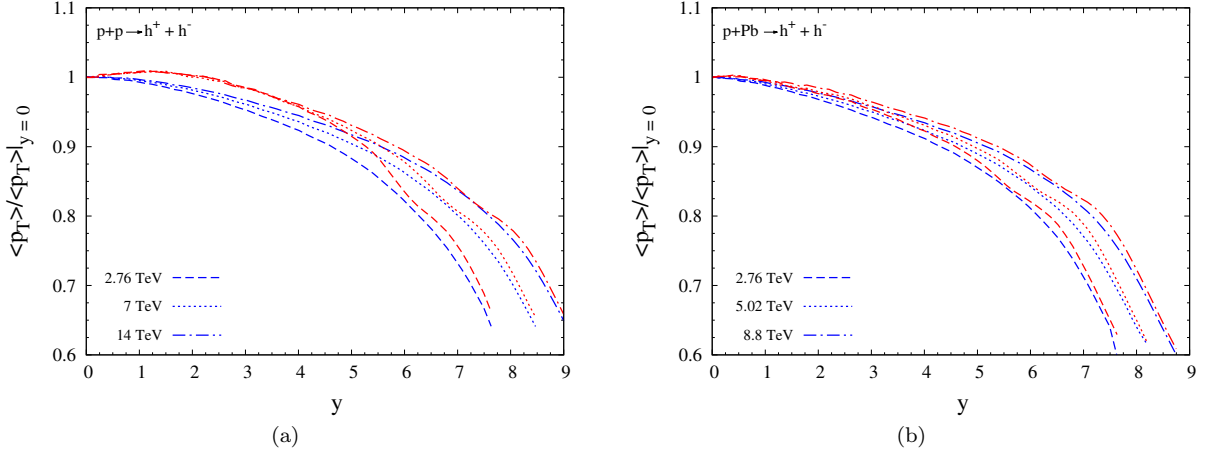 p+p → h⁺ + h⁻
<p_T>/<p_T>|_{y = 0}
1.1
1
0.9
0.8
0.7
0.6
2.76 TeV
7 TeV
14 TeV
0 1 2 3 4 5 6 7 8 9
y
(a)
p+Pb → h⁺ + h⁻
<p_T>/<p_T>|_{y = 0}
1.1
1
0.9
0.8
0.7
0.6
2.76 TeV
5.02 TeV
8.8 TeV
0 1 2 3 4 5 6 7 8 9
y
(b)